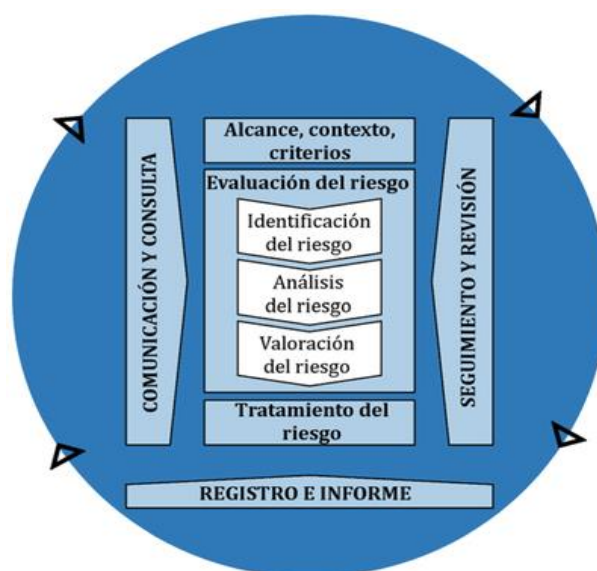 Alcance, contexto,
criterios
Evaluación del riesgo
Identificación
del riesgo
Análisis
del riesgo
Valoración
del riesgo
Tratamiento del
riesgo
COMUNICACIÓN Y CONSULTA
SEGUIMIENTO Y REVISIÓN
REGISTRO E INFORME